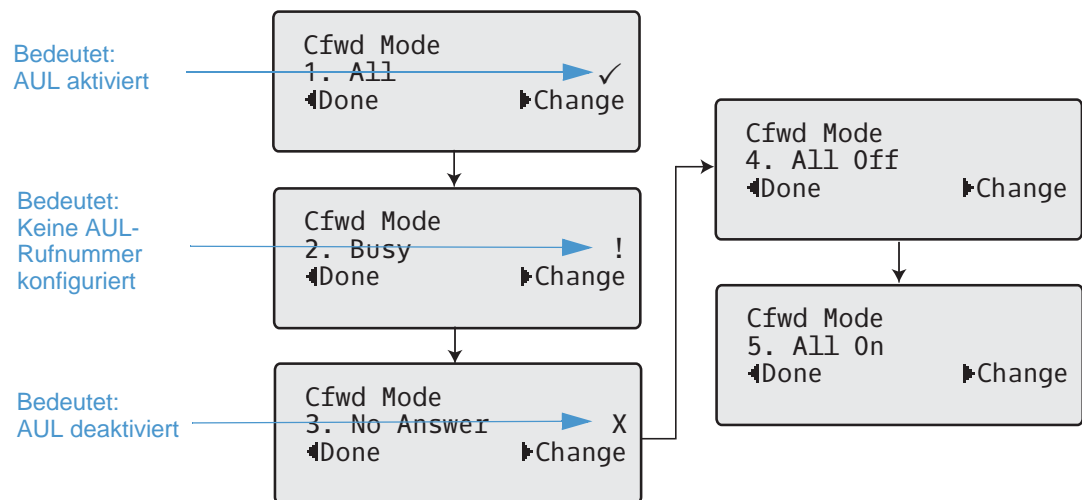 Bedeutet:
AUL aktiviert
Cfwd Mode
1. All ✓
◀Done ▶Change
Bedeutet:
Keine AUL-
Rufnummer
konfiguriert
Cfwd Mode
2. Busy !
◀Done ▶Change
Bedeutet:
AUL deaktiviert
Cfwd Mode
3. No Answer X
◀Done ▶Change
Cfwd Mode
4. All Off
◀Done ▶Change
Cfwd Mode
5. All On
◀Done ▶Change